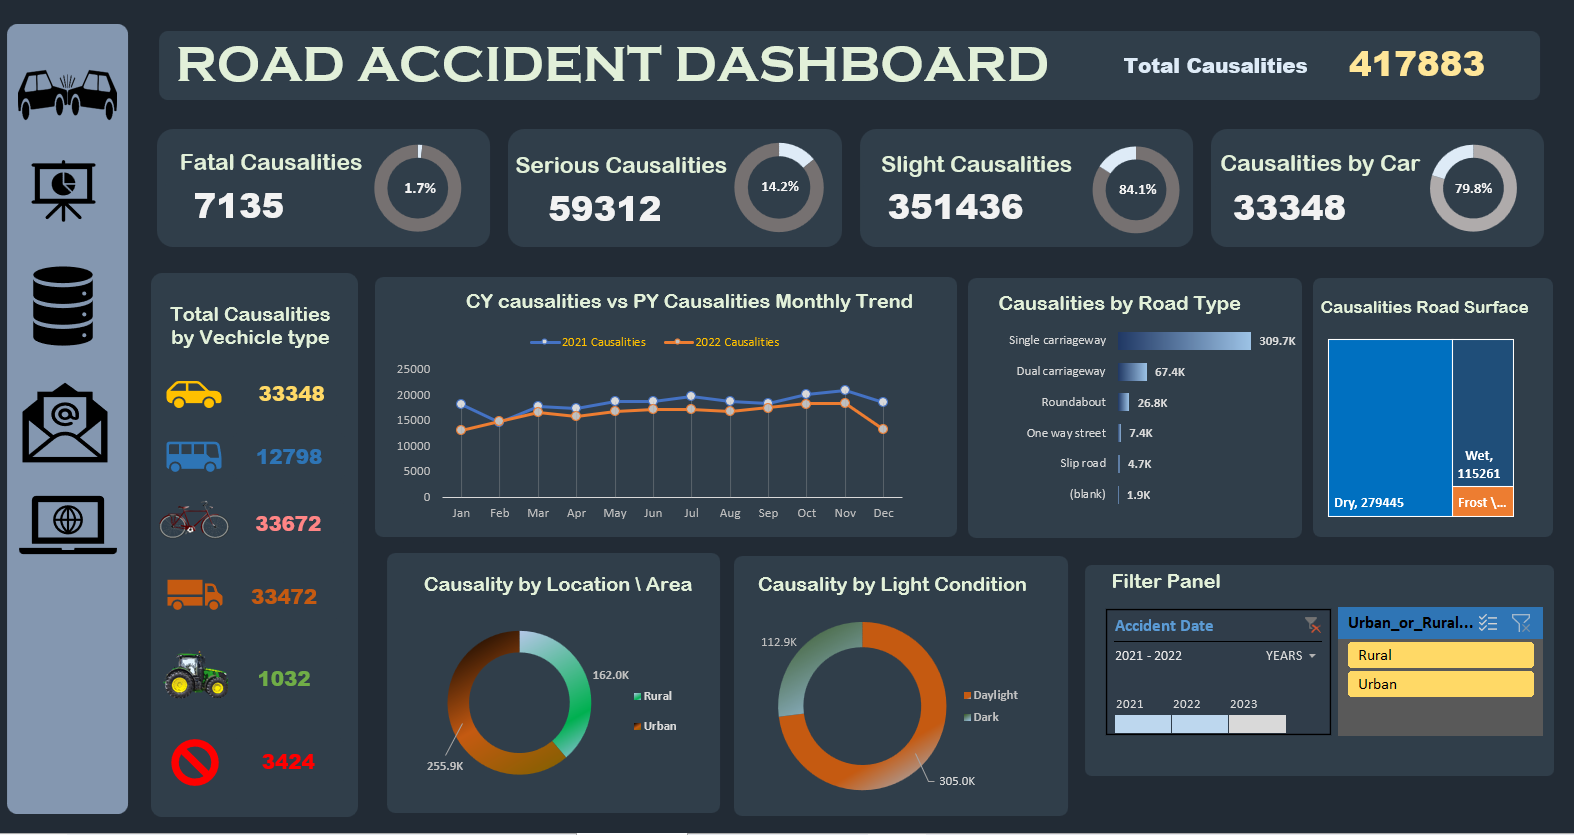 ROAD ACCIDENT DASHBOARD
Total Causalities 417883
Fatal Causalities
7135
1.7%
Serious Causalities
59312
14.2%
Slight Causalities
351436
84.1%
Causalities by Car
33348
79.8%
Total Causalities
by Vechicle type
33348
12798
33672
33472
1032
3424
CY causalities vs PY Causalities Monthly Trend
2021 Causalities 2022 Causalities
25000
20000
15000
10000
5000
0
Jan Feb Mar Apr May Jun Jul Aug Sep Oct Nov Dec
Causalities by Road Type
Single carriageway 309.7K
Dual carriageway 67.4K
Roundabout 26.8K
One way street 7.4K
Slip road 4.7K
(blank) 1.9K
Causalities Road Surface
Dry, 279445
Wet,
115261
Frost \...
Causality by Location \ Area
162.0K
255.9K
Rural
Urban
Causality by Light Condition
112.9K
305.0K
Daylight
Dark
Filter Panel
Accident Date
2021 - 2022 YEARS
2021 2022 2023
Urban_or_Rural...
Rural
Urban